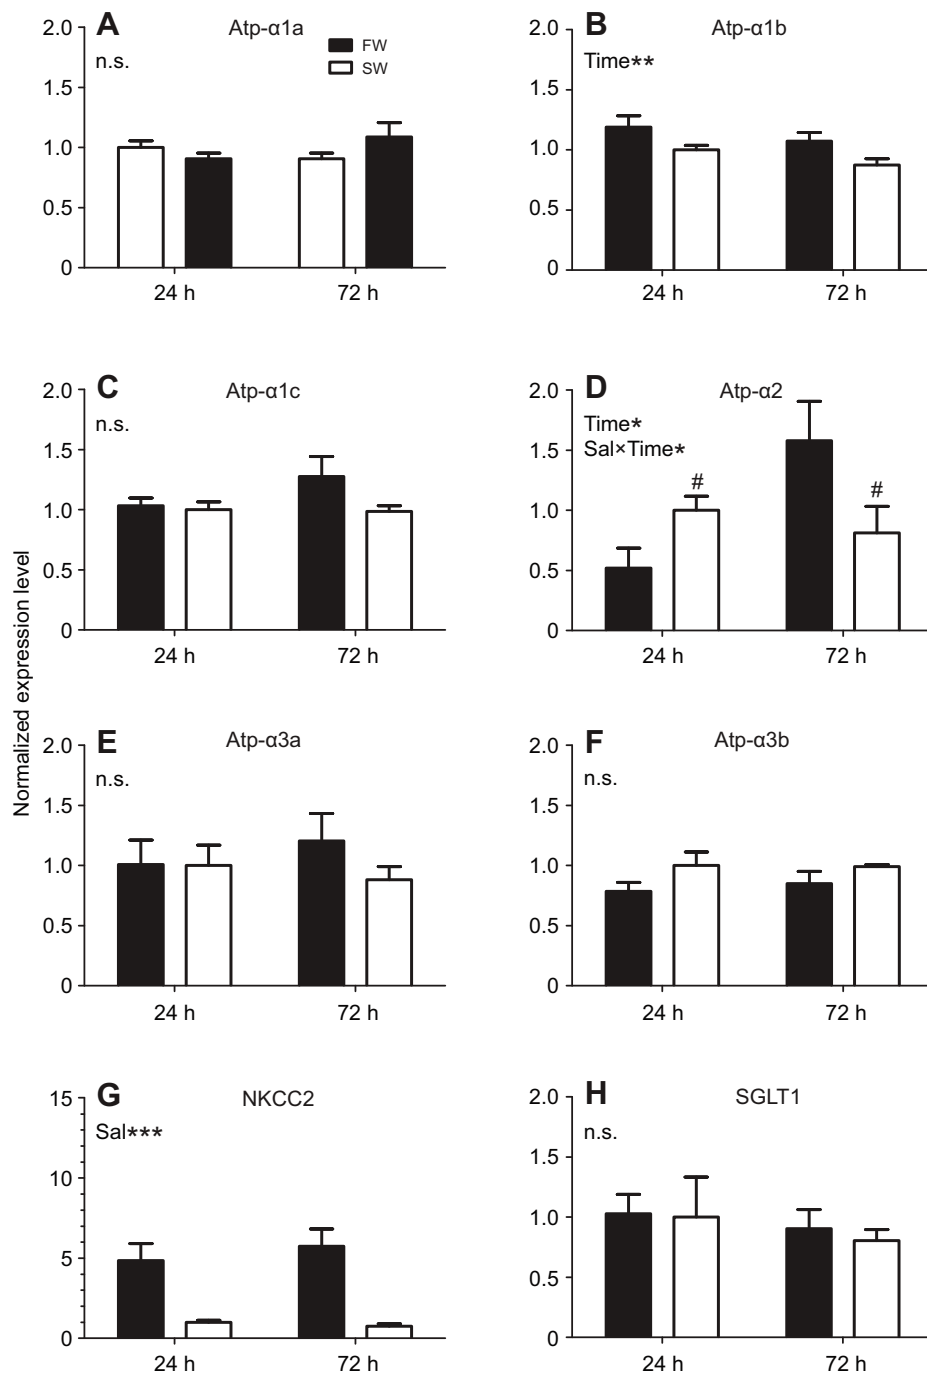 Normalized expression level
A
Atp-α1a
n.s.
FW
SW
2.0
1.5
1.0
0.5
0
24 h
72 h
B
Atp-α1b
Time**
2.0
1.5
1.0
0.5
0
24 h
72 h
C
Atp-α1c
n.s.
2.0
1.5
1.0
0.5
0
24 h
72 h
D
Atp-α2
Time*
Sal×Time*
2.0
1.5
1.0
0.5
0
#
#
24 h
72 h
E
Atp-α3a
n.s.
2.0
1.5
1.0
0.5
0
24 h
72 h
F
Atp-α3b
n.s.
2.0
1.5
1.0
0.5
0
24 h
72 h
G
NKCC2
Sal***
15
10
5
0
24 h
72 h
H
SGLT1
n.s.
2.0
1.5
1.0
0.5
0
24 h
72 h